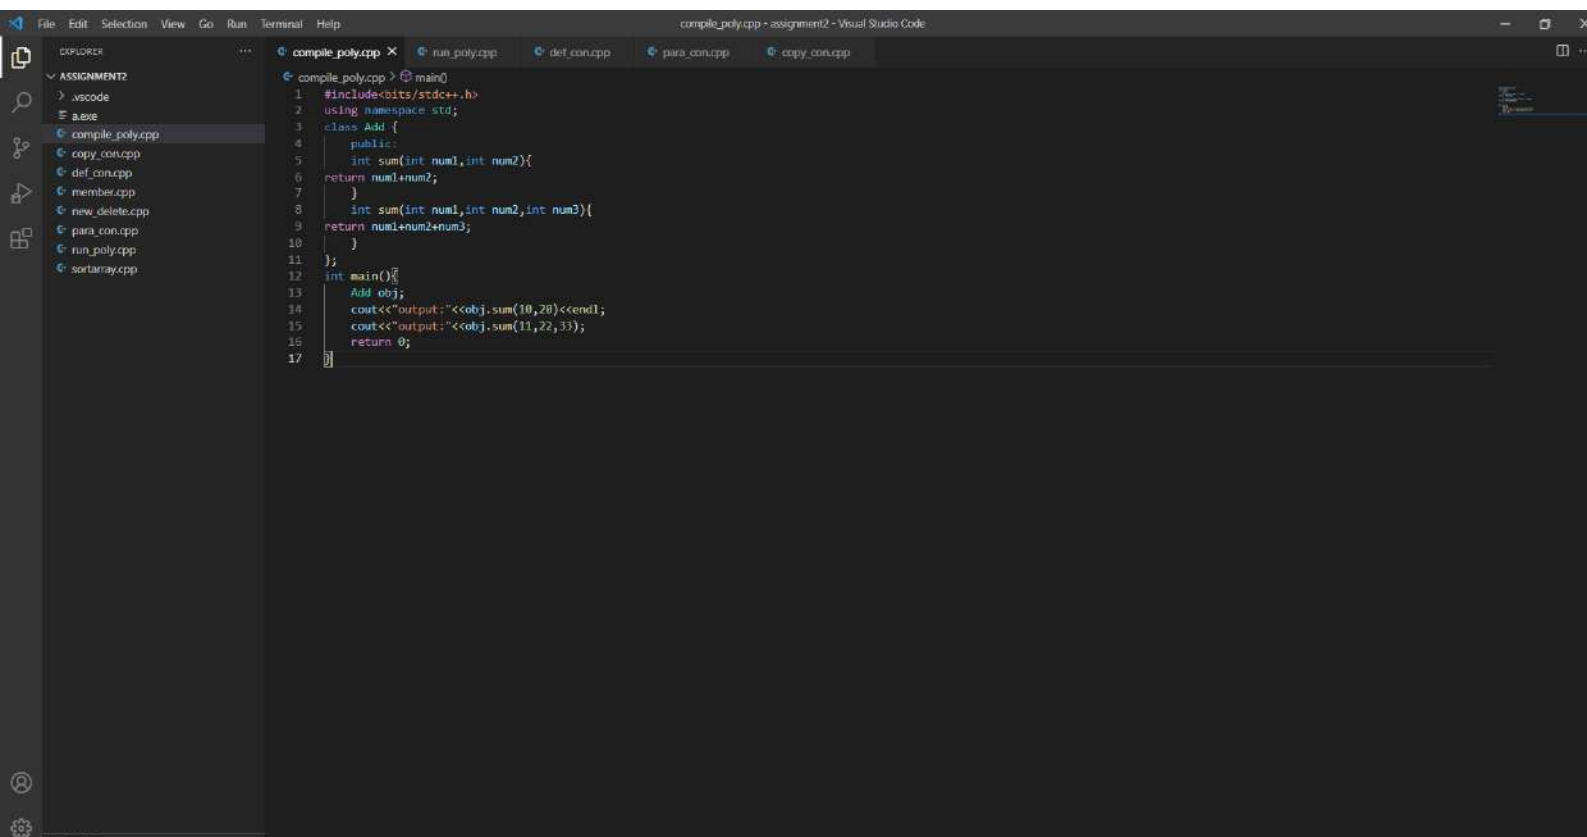 File Edit Selection View Go Run Terminal Help
compile_poly.cpp - assignment2 - Visual Studio Code
EXPLORER
compile_poly.cpp
run_poly.cpp
def_con.cpp
para_con.cpp
copy_con.cpp
ASSIGNMENT2
.vscode
a.exe
compile_poly.cpp
copy_con.cpp
def_con.cpp
member.cpp
new_delete.cpp
para_con.cpp
run_poly.cpp
sortarray.cpp
compile_poly.cpp > main()
1 #include<bits/stdc++.h>
2 using namespace std;
3 class Add {
4 public:
5 int sum(int num1,int num2){
6 return num1+num2;
7 }
8 int sum(int num1,int num2,int num3){
9 return num1+num2+num3;
10 }
11 };
12 int main(){
13 Add obj;
14 cout<<"output:"<<obj.sum(10,20)<<endl;
15 cout<<"output:"<<obj.sum(11,22,33);
16 return 0;
17 }